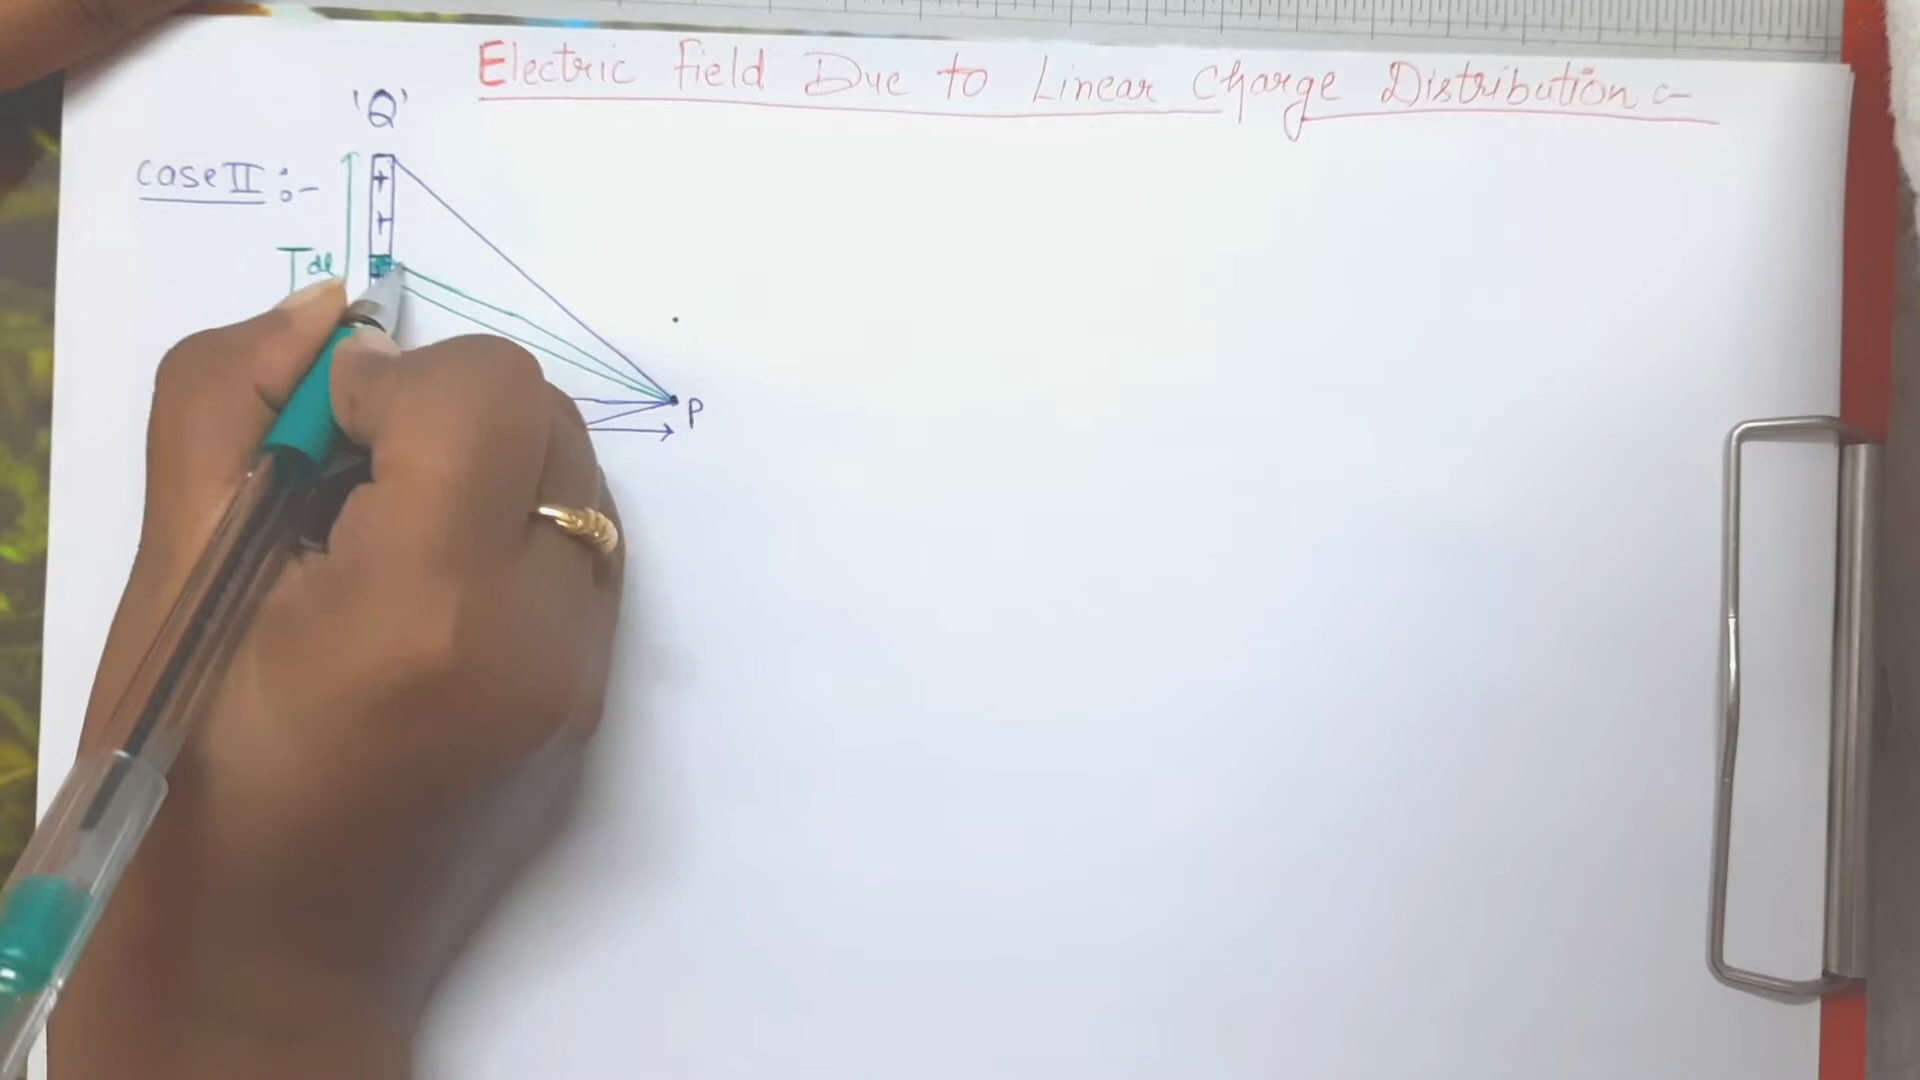 Electric field Due to Linear Charge Distribution :-
'Q'
Case II :-
+
+
dl
P